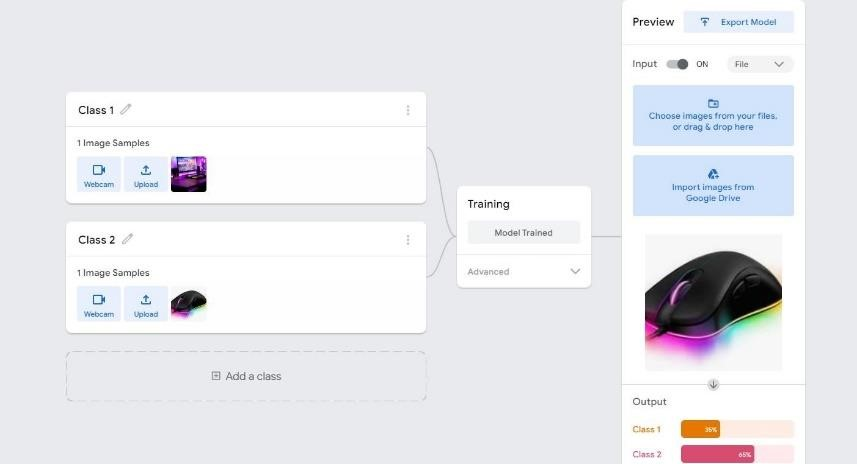 Preview
Export Model
Input
ON
File
Choose images from your files,
or drag & drop here
Import images from
Google Drive
Class 1
1 Image Samples
Webcam
Upload
Class 2
1 Image Samples
Webcam
Upload
Add a class
Training
Model Trained
Advanced
Output
Class 1
35%
Class 2
65%